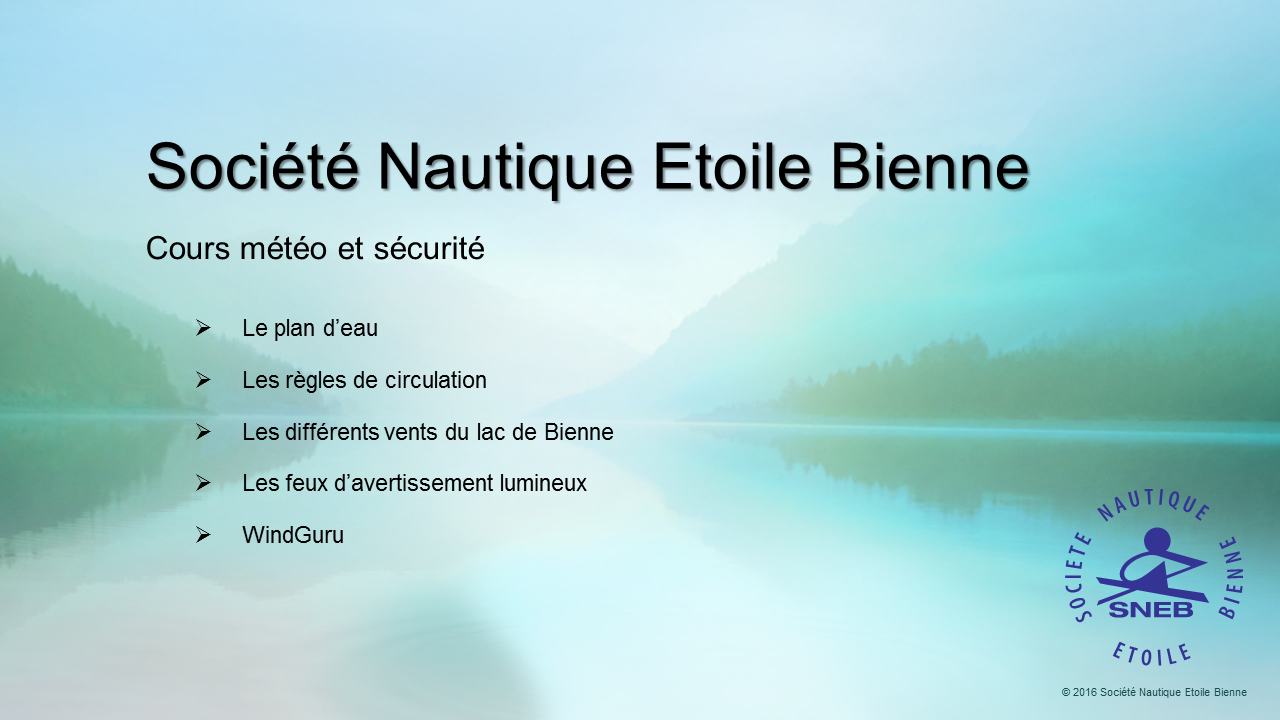 Société Nautique Etoile Bienne
Cours météo et sécurité
➢ Le plan d’eau
➢ Les règles de circulation
➢ Les différents vents du lac de Bienne
➢ Les feux d’avertissement lumineux
➢ WindGuru
SOCIETE NAUTIQUE BIENNE
SNEB
ETOILE
© 2016 Société Nautique Etoile Bienne